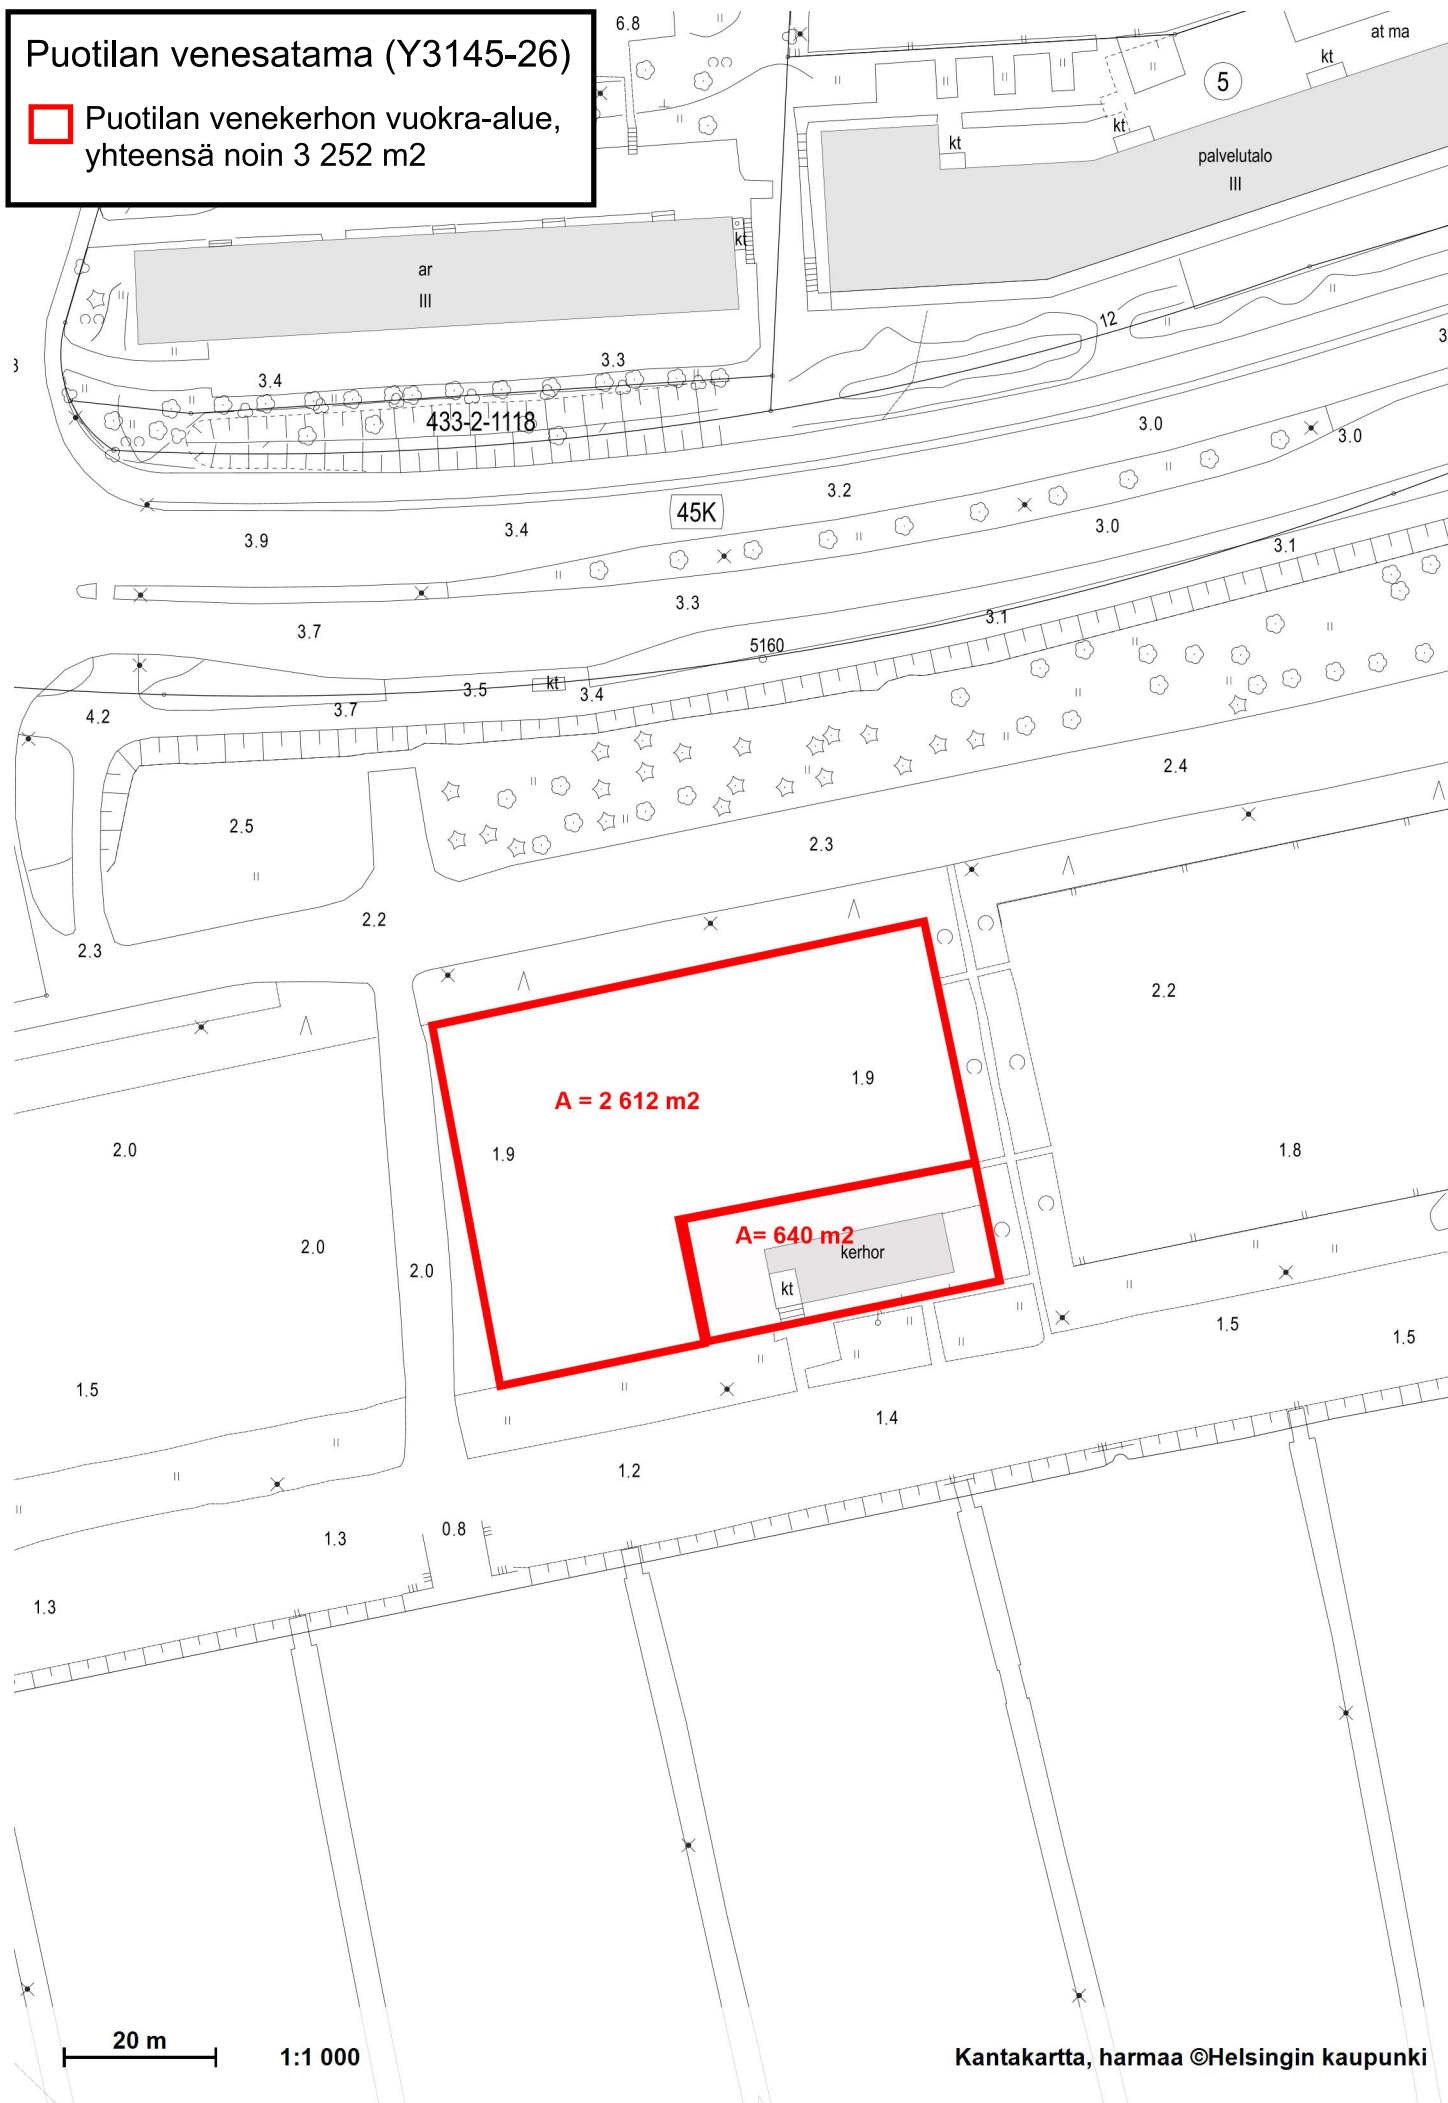 Puotilan venesatama (Y3145-26)
Puotilan venekerhon vuokra-alue,
yhteensä noin 3 252 m2
6.8
at ma
kt
5
kt
kt
palvelutalo
III
kt
ar
III
12
3.3
3.4
433-2-1118
3.0
3.0
3.2
45K
3.4
3.9
3.0
3.1
3.3
3.7
3.1
5160
3.5
kt
3.4
3.7
4.2
2.4
2.5
2.3
2.2
2.3
2.2
1.9
A = 2 612 m2
1.9
2.0
1.8
A= 640 m2
kerhor
2.0
2.0
kt
1.5
1.5
1.5
1.4
1.2
0.8
1.3
1.3
20 m
1:1 000
Kantakartta, harmaa ©Helsingin kaupunki